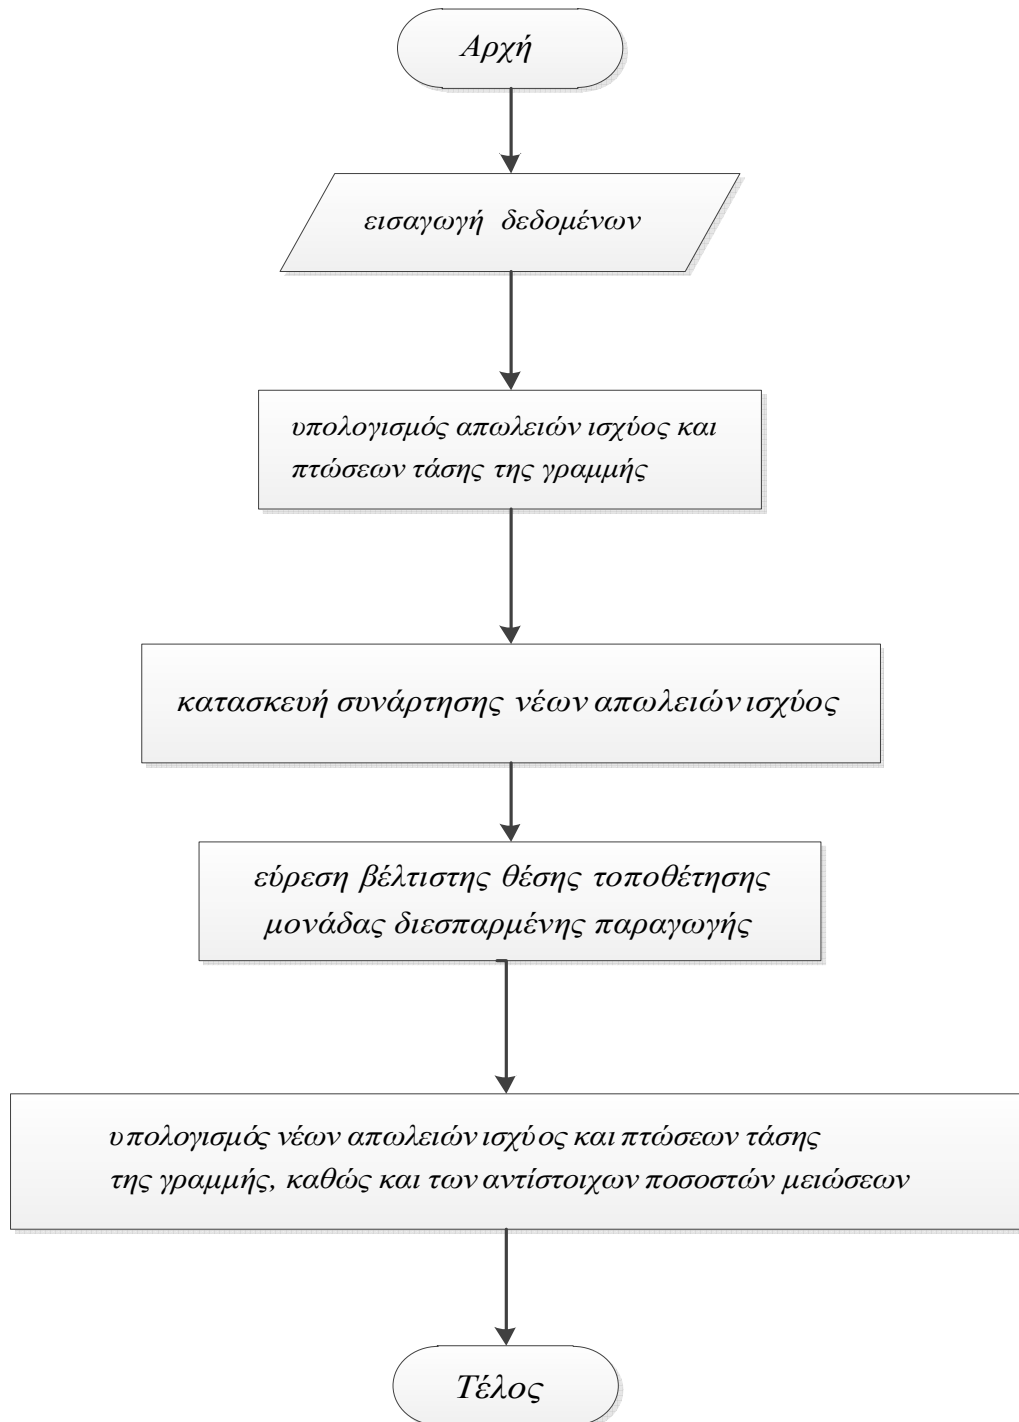 Αρχή
εισαγωγή δεδομένων
υπολογισμός απωλειών ισχύος και
πτώσεων τάσης της γραμμής
κατασκευή συνάρτησης νέων απωλειών ισχύος
εύρεση βέλτιστης θέσης τοποθέτησης
μονάδας διεσπαρμένης παραγωγής
υπολογισμός νέων απωλειών ισχύος και πτώσεων τάσης
της γραμμής, καθώς και των αντίστοιχων ποσοστών μειώσεων
Τέλος